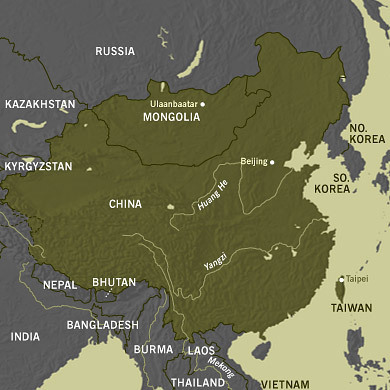 RUSSIA
KAZAKHSTAN
Ulaanbaatar
MONGOLIA
NO.
KOREA
KYRGYZSTAN
Beijing
SO.
KOREA
CHINA
Huang He
Yangzi
NEPAL
BHUTAN
Taipei
TAIWAN
INDIA
BANGLADESH
BURMA
LAOS
Mekong
THAILAND
VIETNAM